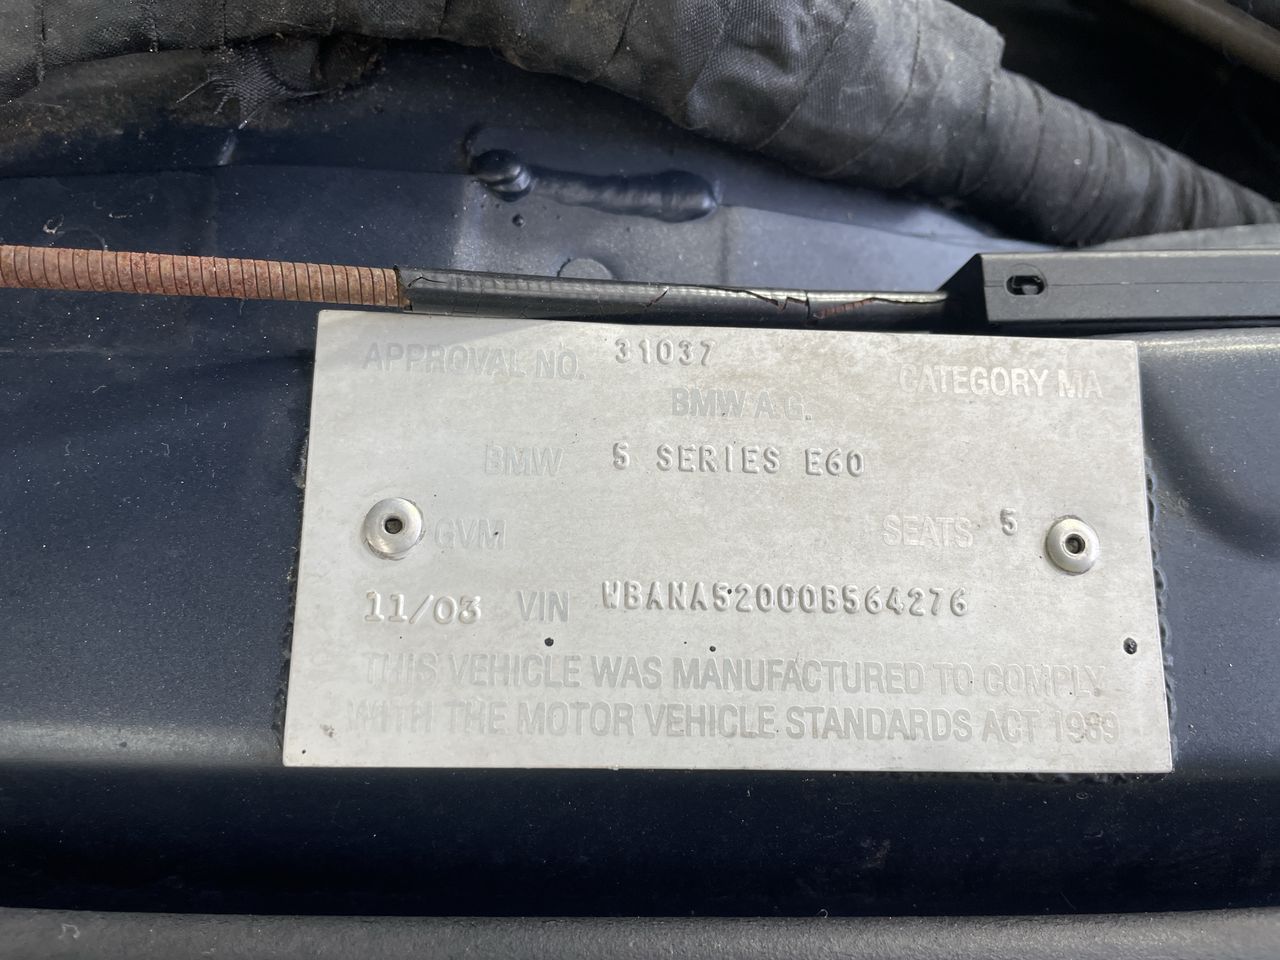 APPROVAL NO. 31037
CATEGORY MA
BMW A G.
BMW 5 SERIES E60
GVM SEATS 5
11/03 VIN WBANA52000B564276
THIS VEHICLE WAS MANUFACTURED TO COMPLY
WITH THE MOTOR VEHICLE STANDARDS ACT 1989